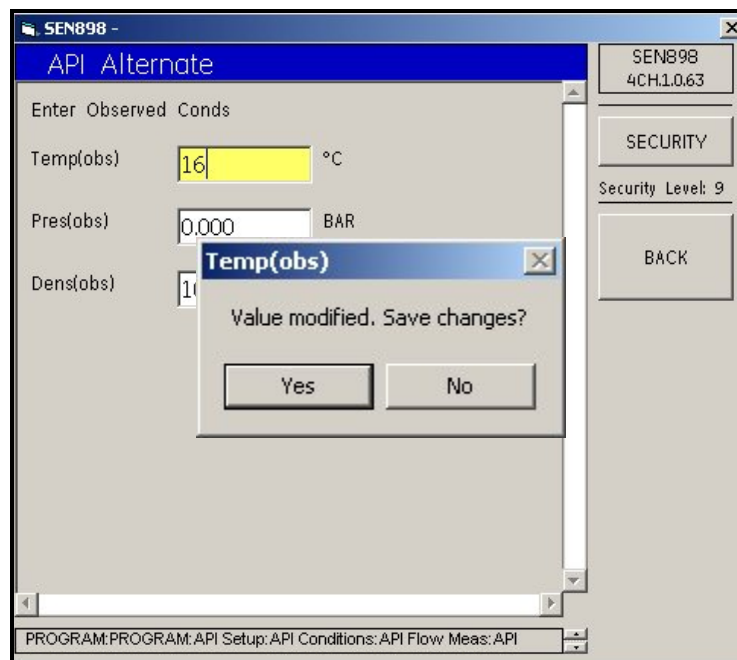 SEN898 -
API Alternate
Enter Observed Conds
Temp(obs) 16 °C
Pres(obs) 0.000 BAR
Dens(obs)
Temp(obs)
Value modified. Save changes?
Yes No
SEN898
4CH.1.0.63
SECURITY
Security Level: 9
BACK
PROGRAM:PROGRAM:API Setup:API Conditions:API Flow Meas:API